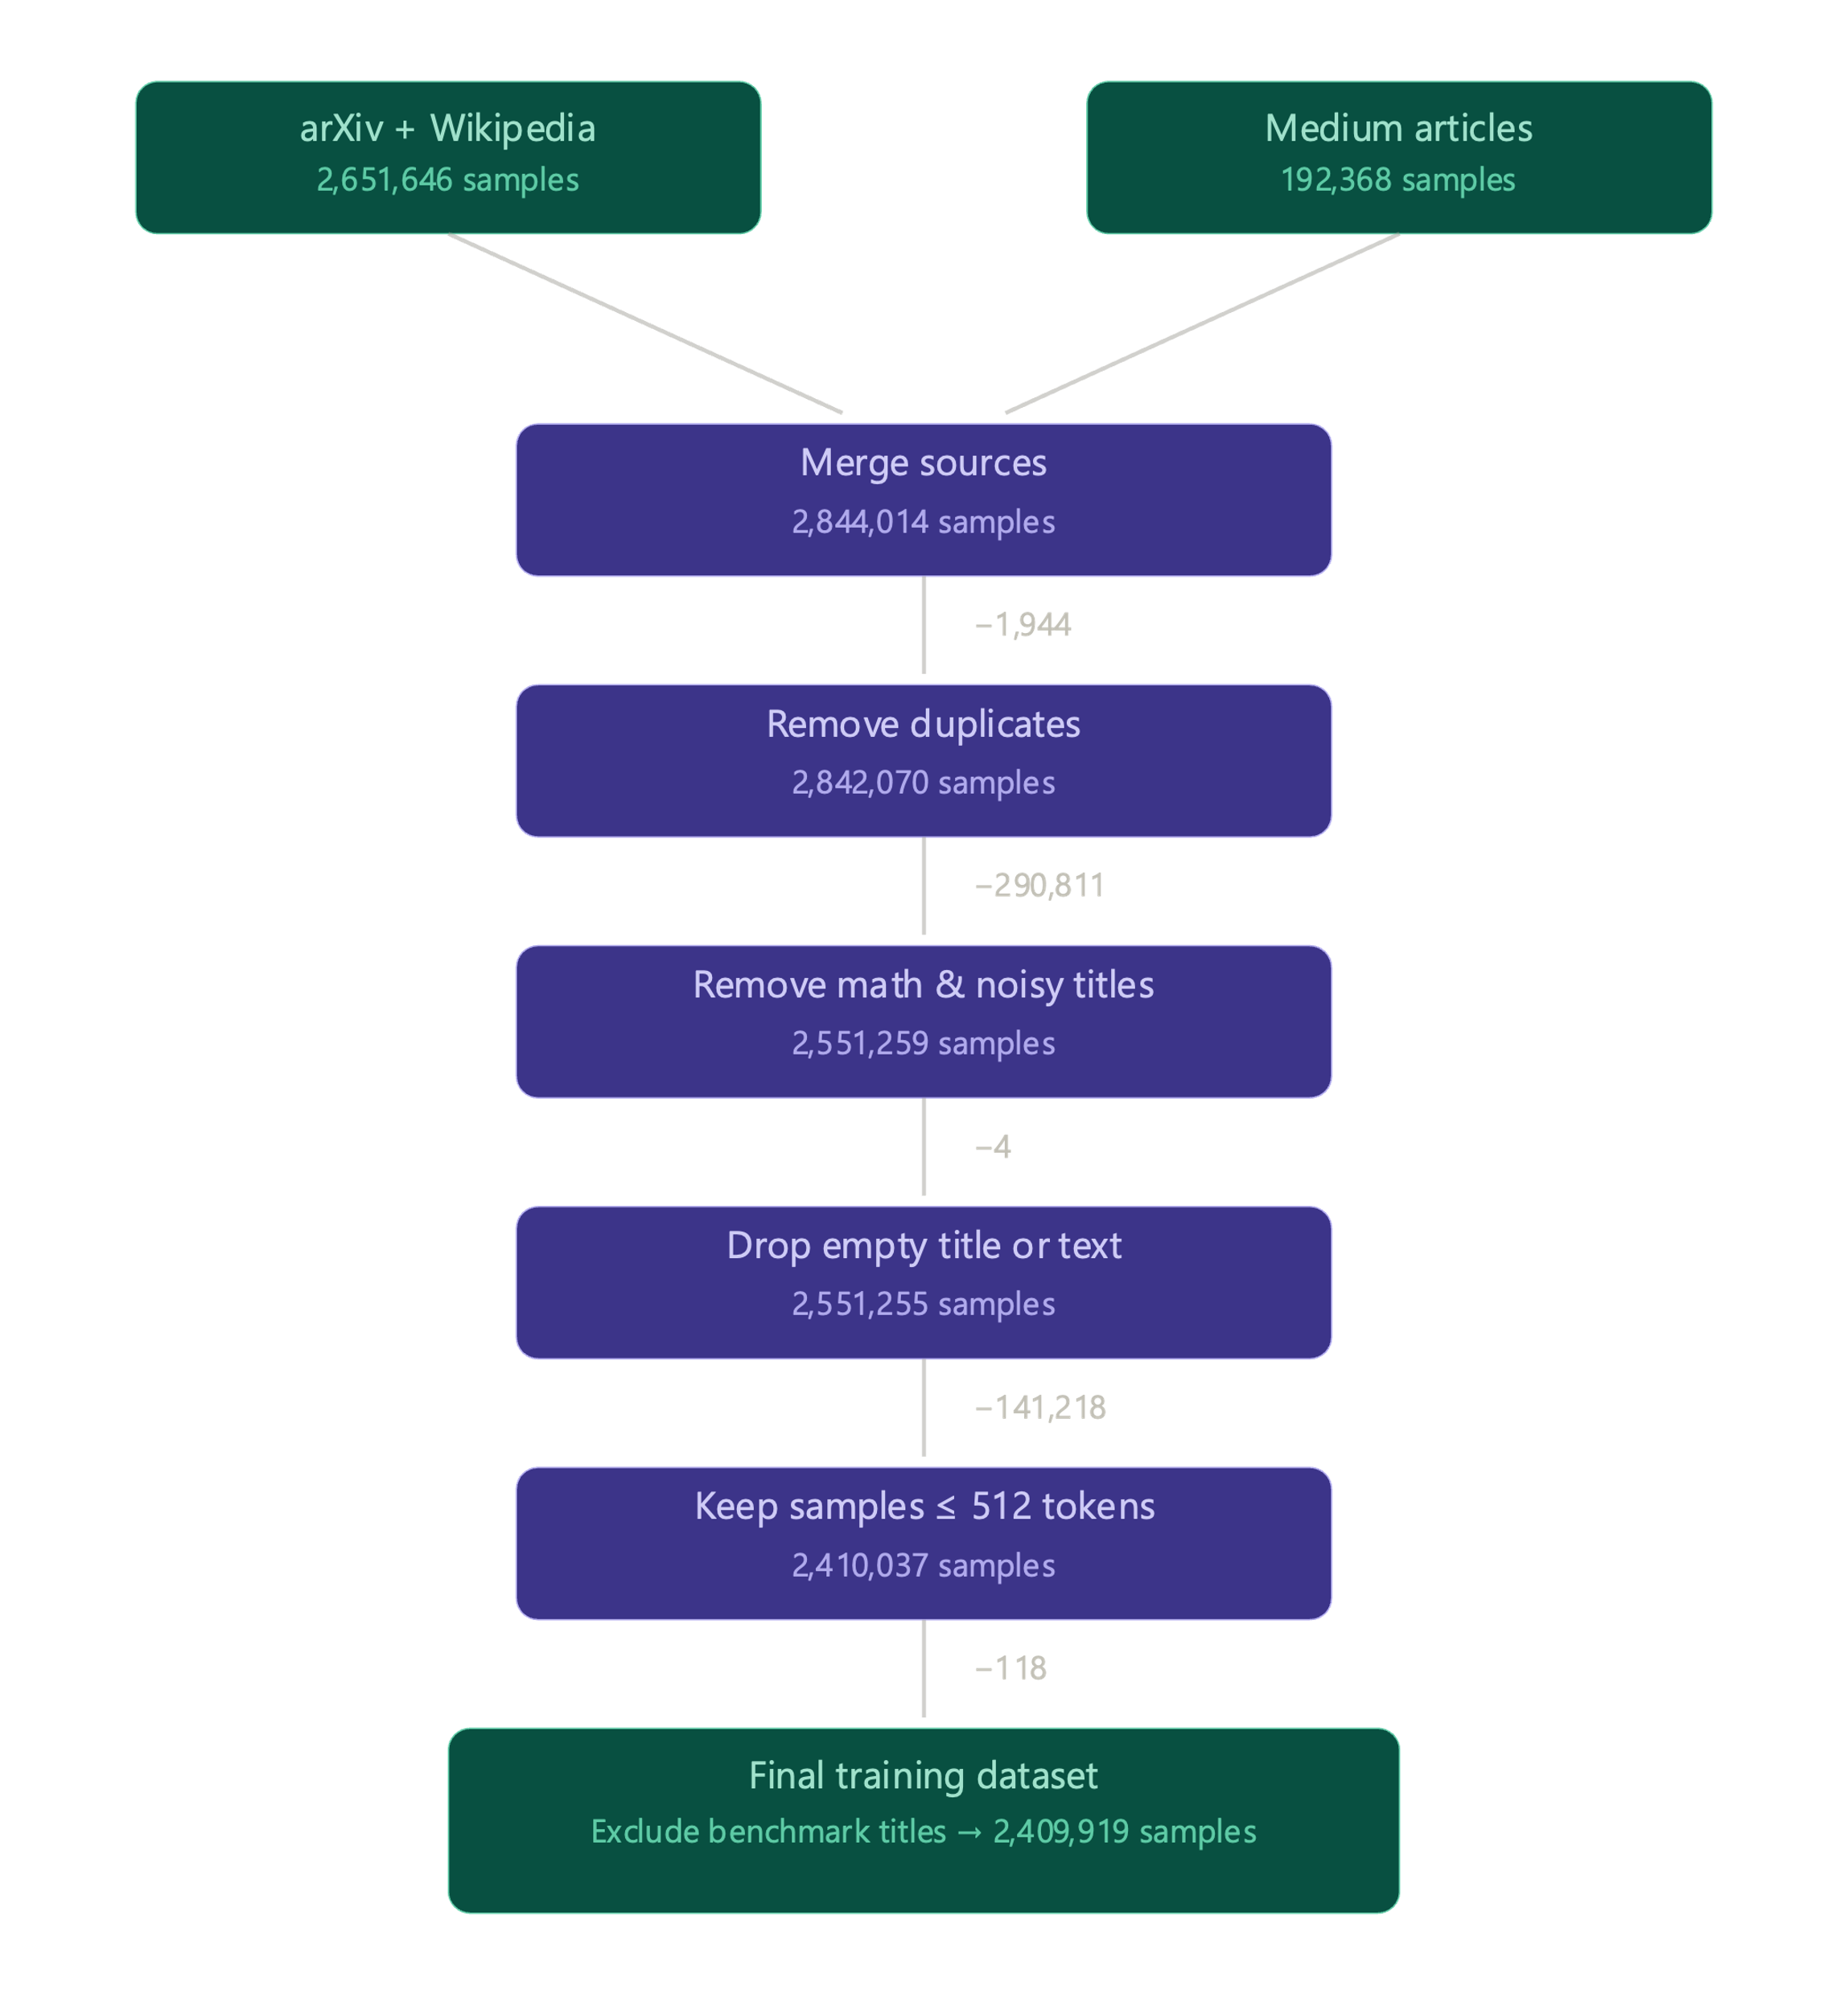 arXiv + Wikipedia
2,651,646 samples
Medium articles
192,368 samples
Merge sources
2,844,014 samples
−1,944
Remove duplicates
2,842,070 samples
−290,811
Remove math & noisy titles
2,551,259 samples
−4
Drop empty title or text
2,551,255 samples
−141,218
Keep samples ≤ 512 tokens
2,410,037 samples
−118
Final training dataset
Exclude benchmark titles → 2,409,919 samples